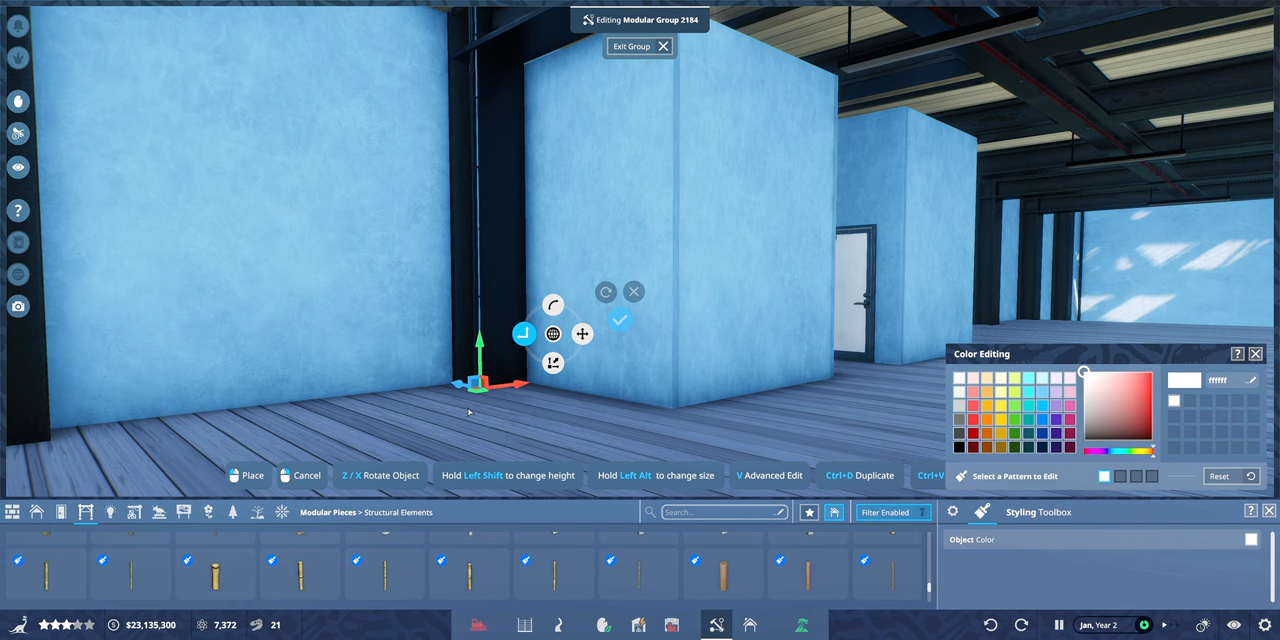 Editing Modular Group 2184
Exit Group
Color Editing
?
ffffff
?
Place
Cancel
Z / X Rotate Object
Hold Left Shift to change height
Hold Left Alt to change size
V Advanced Edit
Ctrl+D Duplicate
Ctrl+V
Select a Pattern to Edit
Reset
Modular Pieces > Structural Elements
Search...
Filter Enabled
Styling Toolbox
?
Object Color
$23,135,300
7,372
21
Jan, Year 2